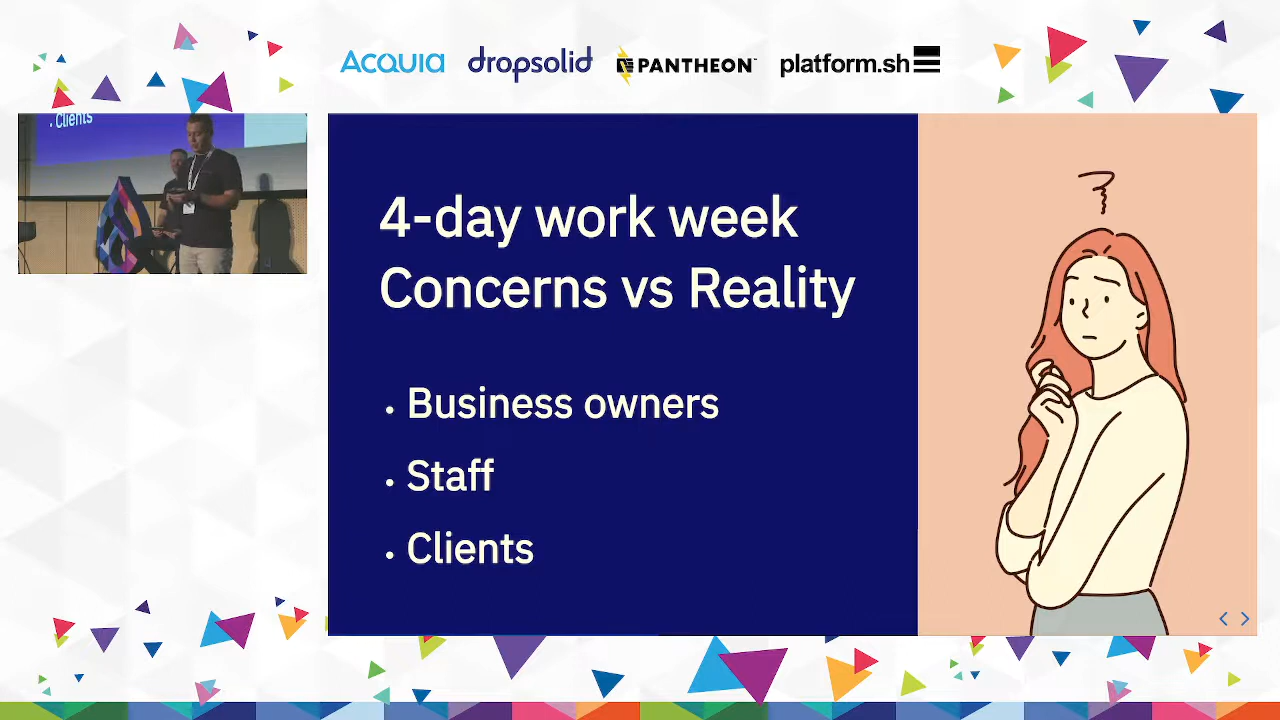 Acquia dropsolid PANTHEON platform.sh
. Clients
4-day work week
Concerns vs Reality
• Business owners
• Staff
• Clients